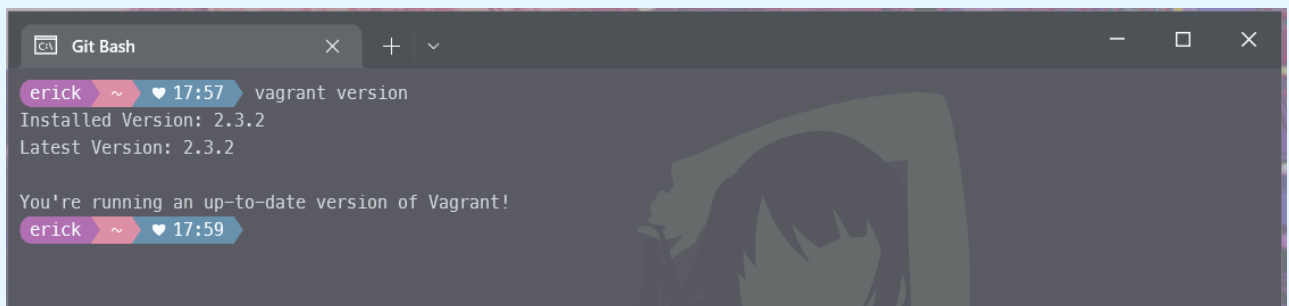 Git Bash
erick ~ ♥ 17:57 vagrant version
Installed Version: 2.3.2
Latest Version: 2.3.2
You're running an up-to-date version of Vagrant!
erick ~ ♥ 17:59